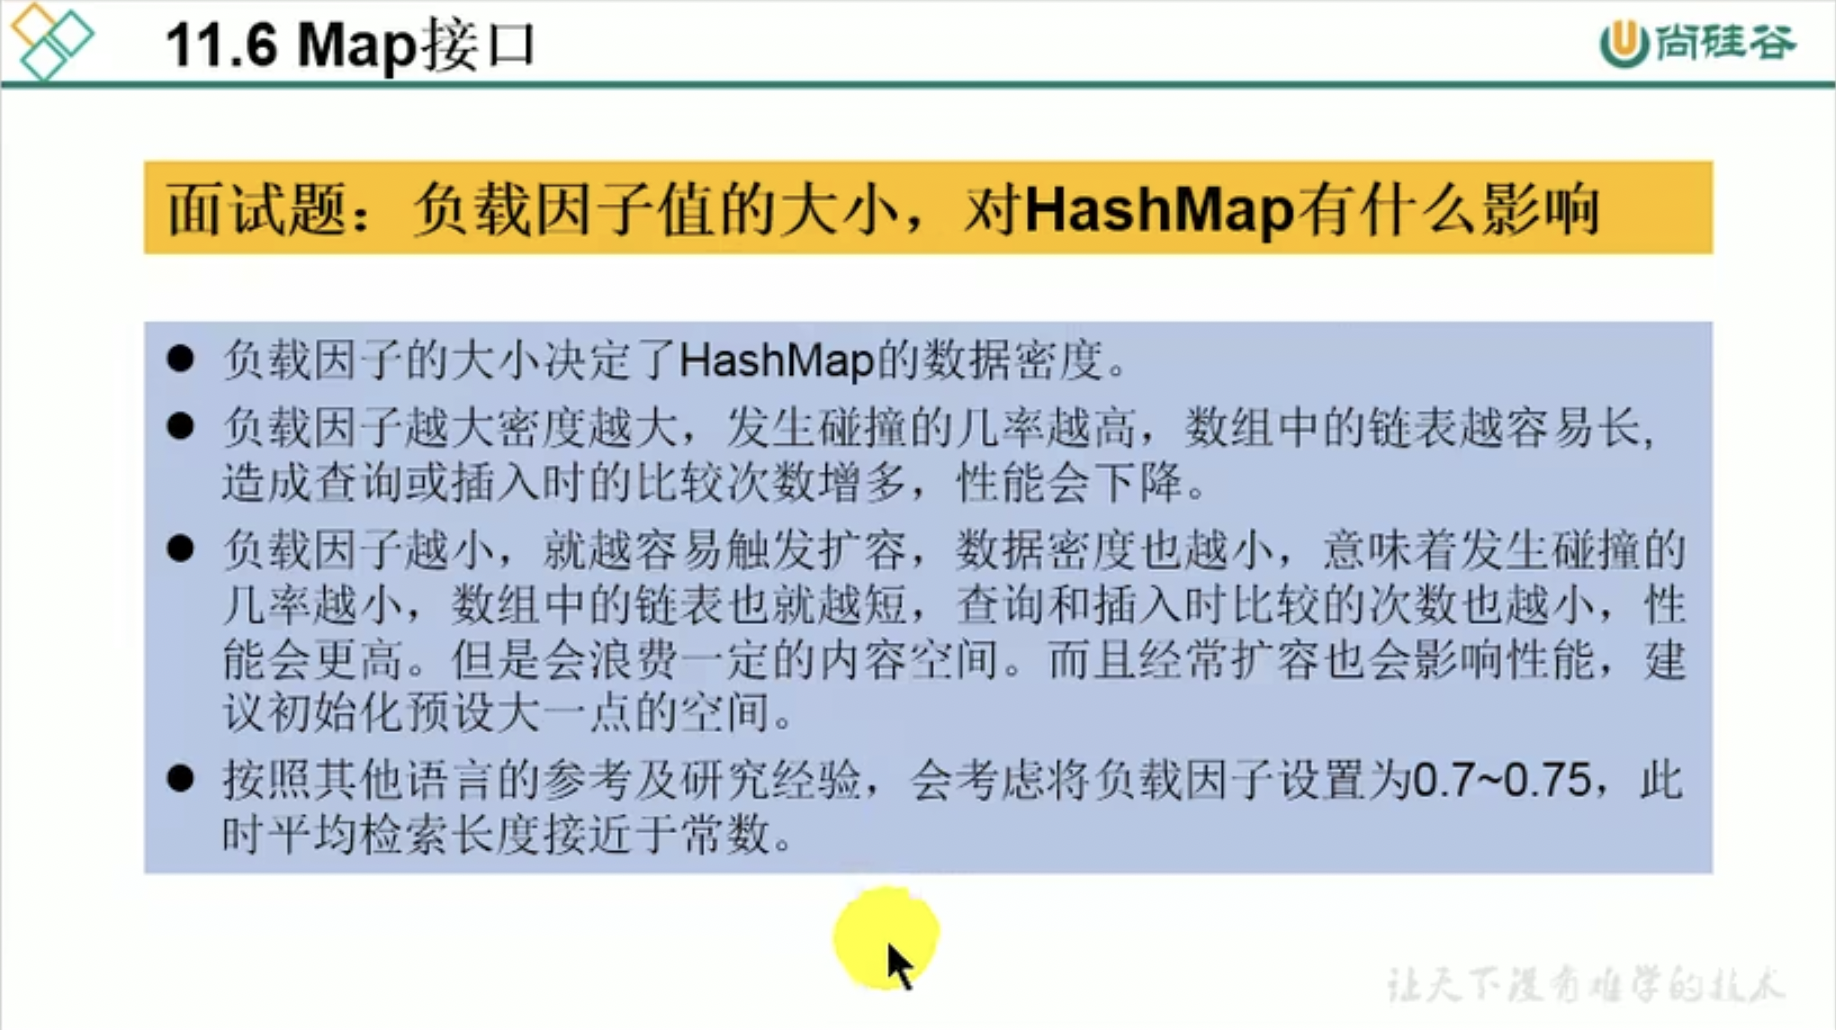 11.6 Map接口
尚硅谷
面试题：负载因子值的大小，对HashMap有什么影响
● 负载因子的大小决定了HashMap的数据密度。
● 负载因子越大密度越大，发生碰撞的几率越高，数组中的链表越容易长，
造成查询或插入时的比较次数增多，性能会下降。
● 负载因子越小，就越容易触发扩容，数据密度也越小，意味着发生碰撞的
几率越小，数组中的链表也就越短，查询和插入时比较的次数也越小，性
能会更高。但是会浪费一定的内容空间。而且经常扩容也会影响性能，建
议初始化预设大一点的空间。
● 按照其他语言的参考及研究经验，会考虑将负载因子设置为0.7~0.75，此
时平均检索长度接近于常数。
让天下没有难学的技术